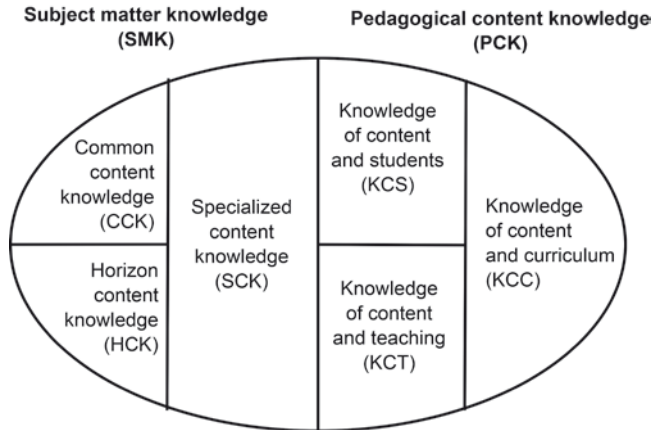 Subject matter knowledge
(SMK)
Pedagogical content knowledge
(PCK)
Common
content
knowledge
(CCK)
Horizon
content
knowledge
(HCK)
Specialized
content
knowledge
(SCK)
Knowledge
of content
and students
(KCS)
Knowledge
of content
and teaching
(KCT)
Knowledge
of content
and curriculum
(KCC)